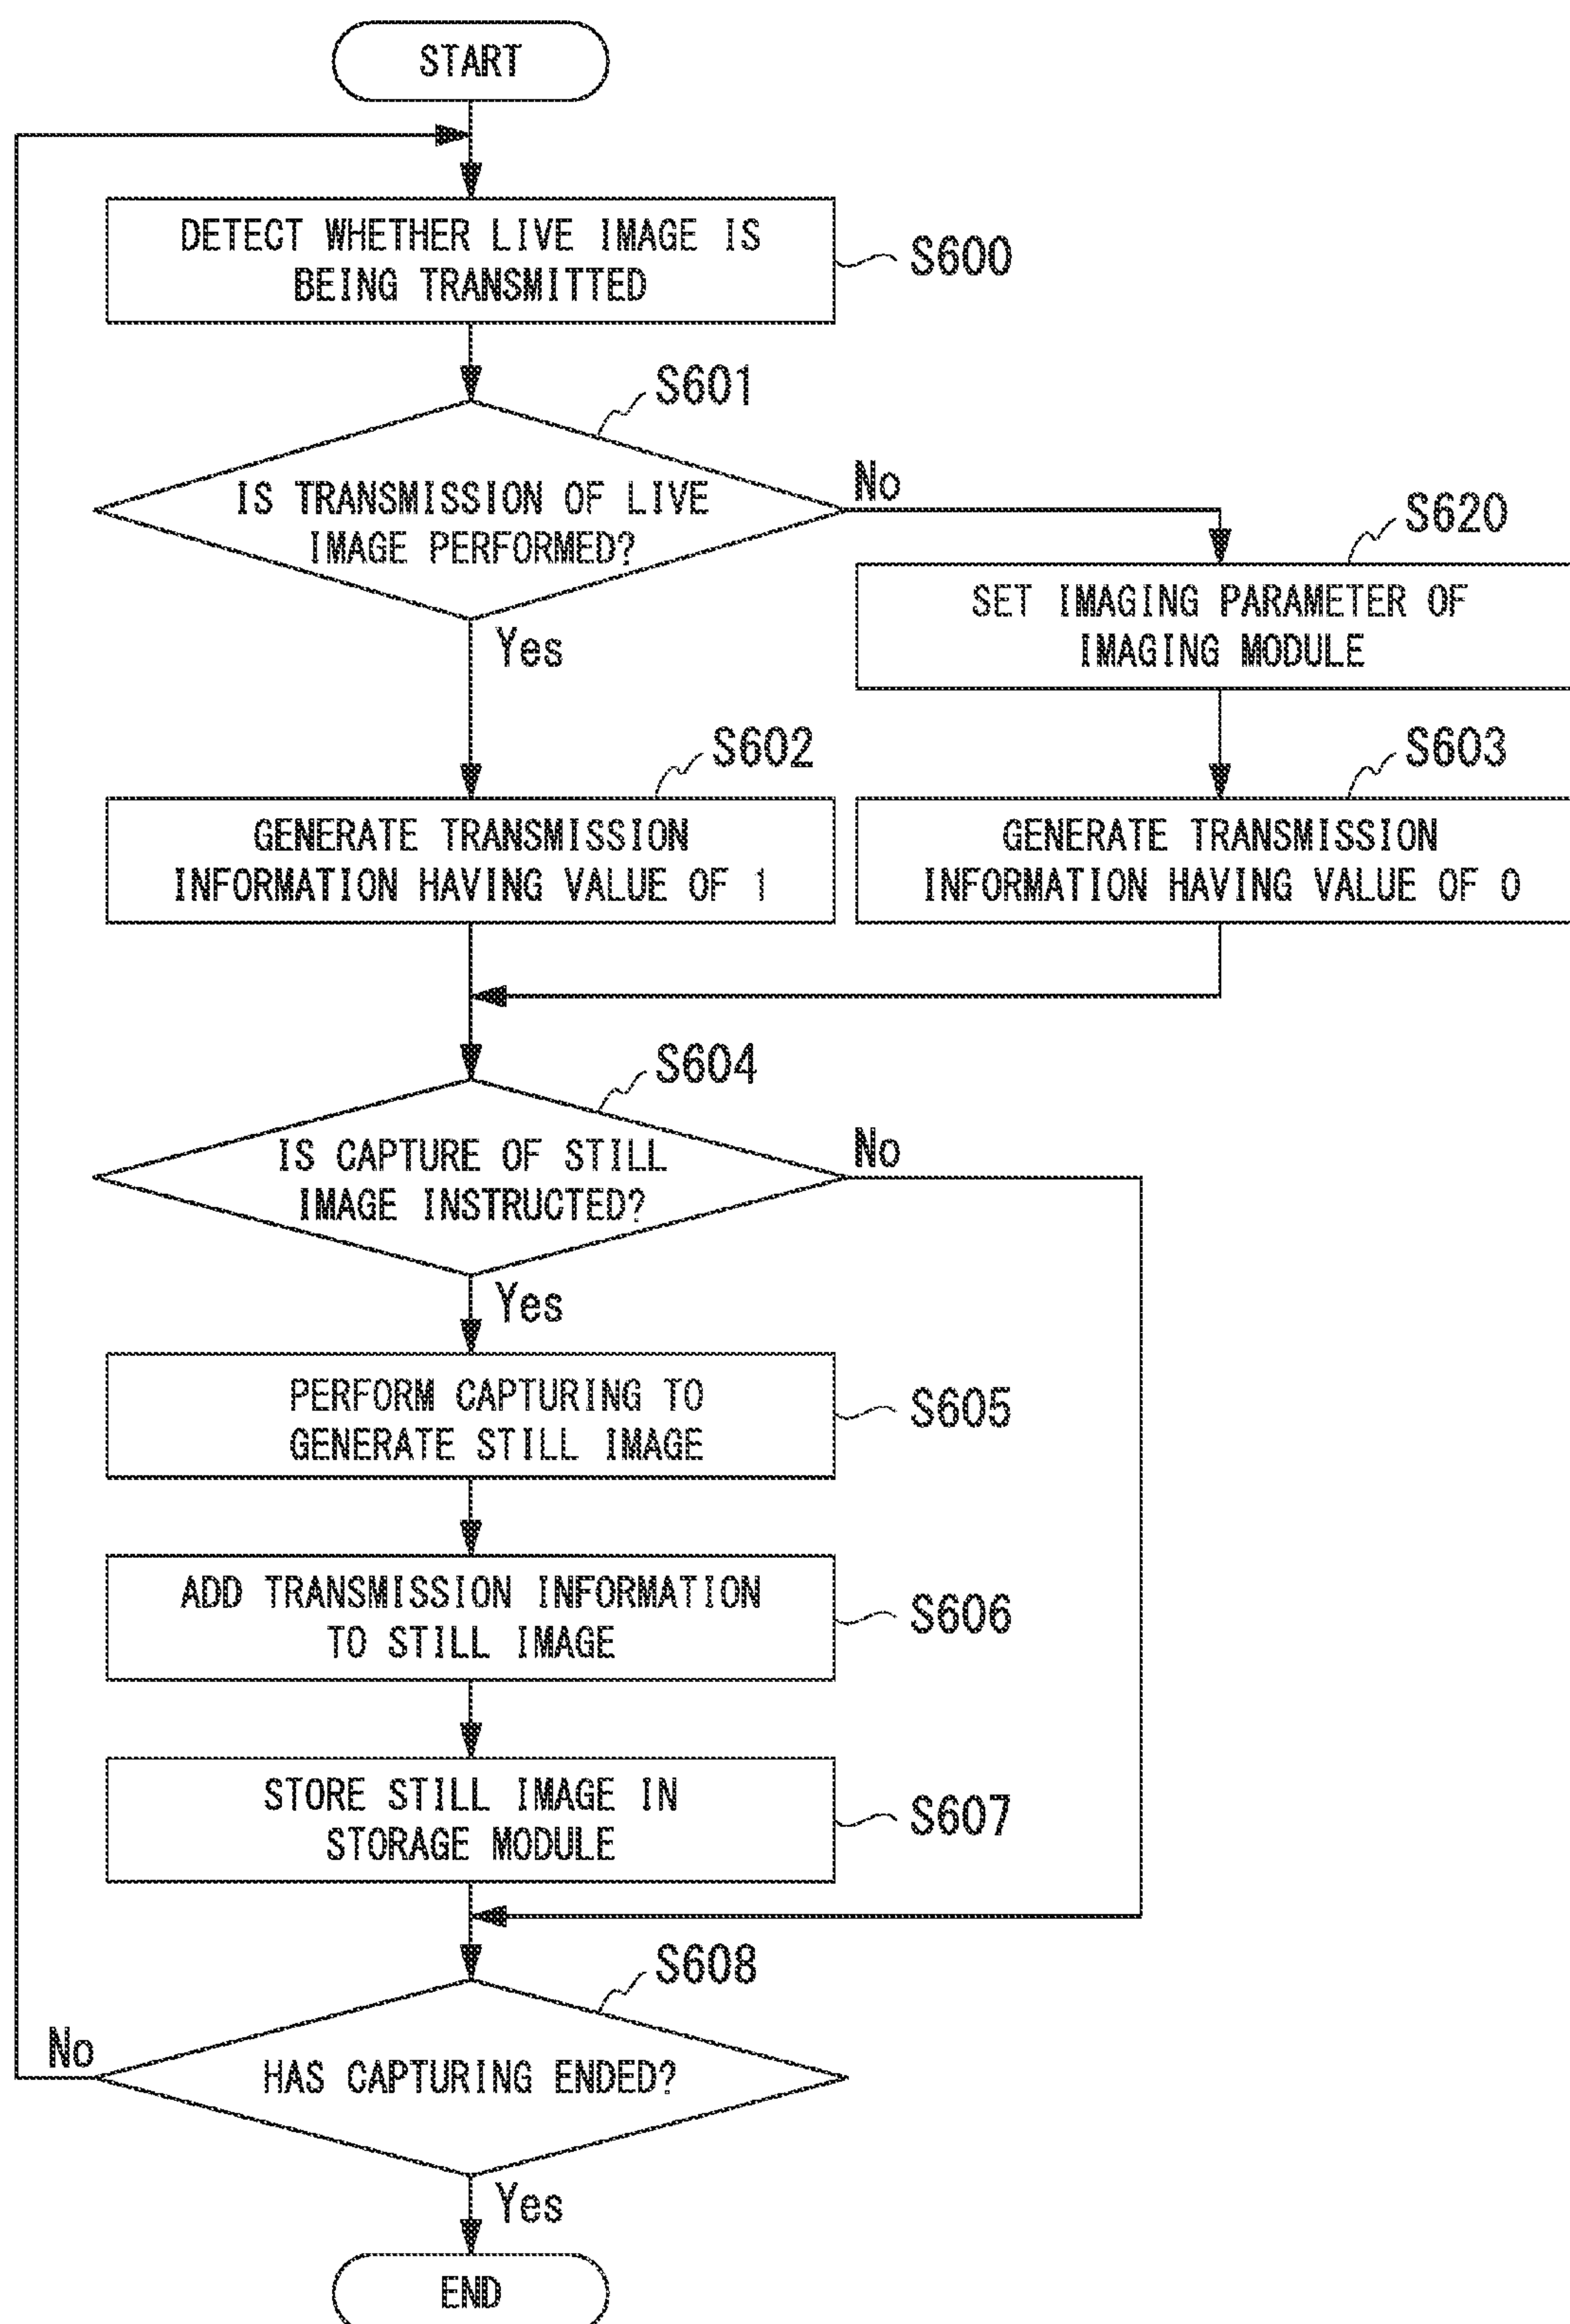 START
DETECT WHETHER LIVE IMAGE IS
BEING TRANSMITTED
S600
S601
IS TRANSMISSION OF LIVE
IMAGE PERFORMED?
No
Yes
S620
SET IMAGING PARAMETER OF
IMAGING MODULE
S602
GENERATE TRANSMISSION
INFORMATION HAVING VALUE OF 1
S603
GENERATE TRANSMISSION
INFORMATION HAVING VALUE OF 0
S604
IS CAPTURE OF STILL
IMAGE INSTRUCTED?
No
Yes
PERFORM CAPTURING TO
GENERATE STILL IMAGE
S605
ADD TRANSMISSION INFORMATION
TO STILL IMAGE
S606
STORE STILL IMAGE IN
STORAGE MODULE
S607
S608
HAS CAPTURING ENDED?
No
Yes
END